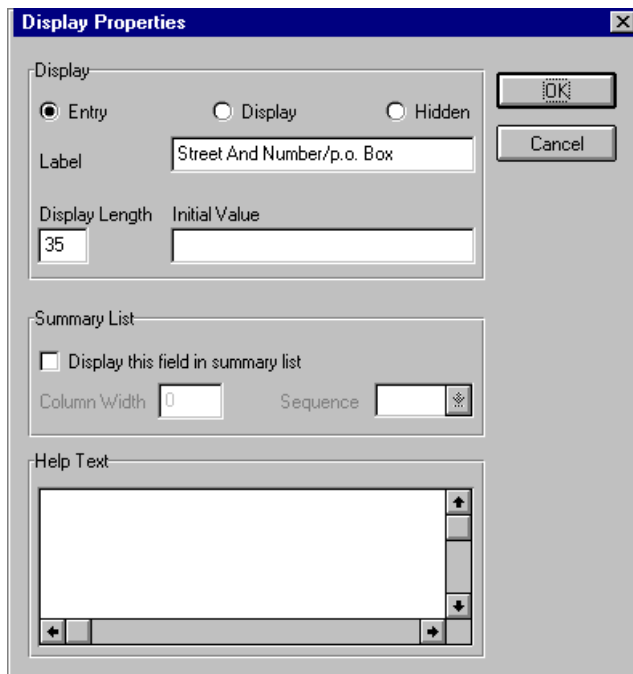 Display Properties
Display
OK
Entry Display Hidden
Cancel
Label Street And Number/p.o. Box
Display Length Initial Value
35
Summary List
Display this field in summary list
Column Width 0 Sequence
Help Text